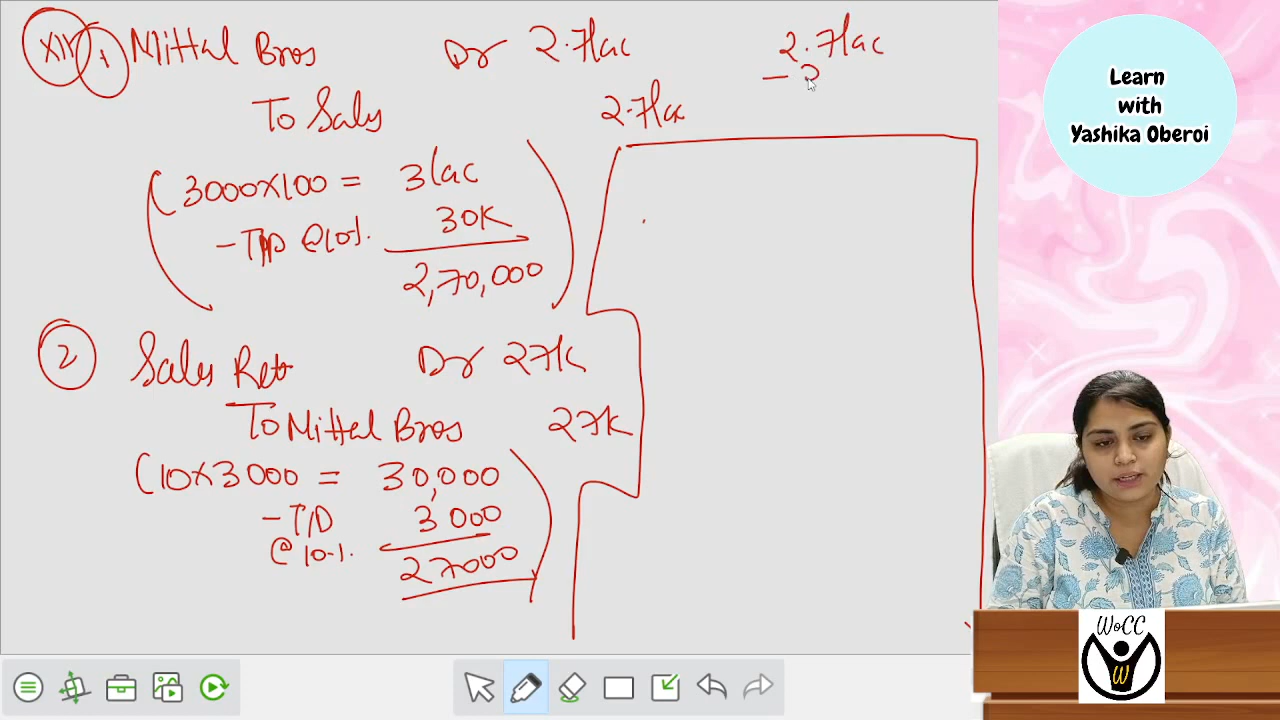 XII 1 Mittal Bros Dr 2.7lac
To Sales 2.7lac
(3000x100 = 3lac
- T/D @10%. 30K
2,70,000)
2 Sales Ret Dr 27K
To Mittal Bros 27K
(10x3000 = 30,000
- T/D 3000
@ 10%.
27000)
2.7lac
- 2
Learn
with
Yashika Oberoi
WoCC
W